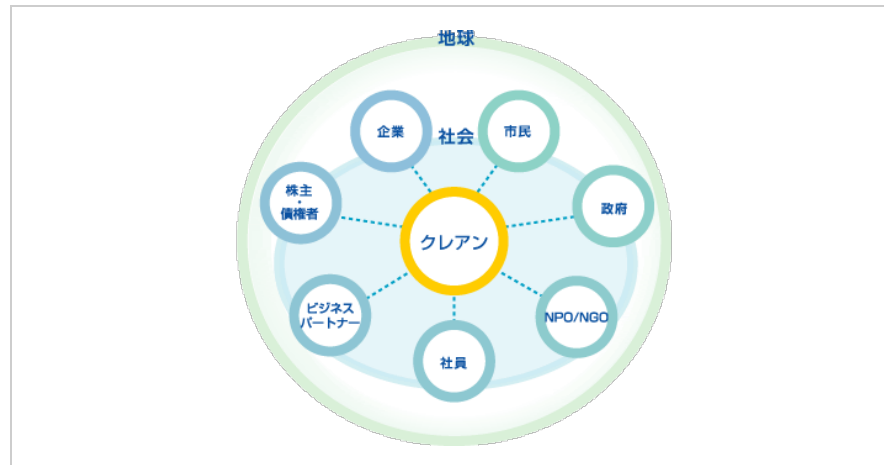 地球
企業
社会
市民
株主
・
債権者
政府
クレアン
ビジネス
パートナー
NPO/NGO
社員